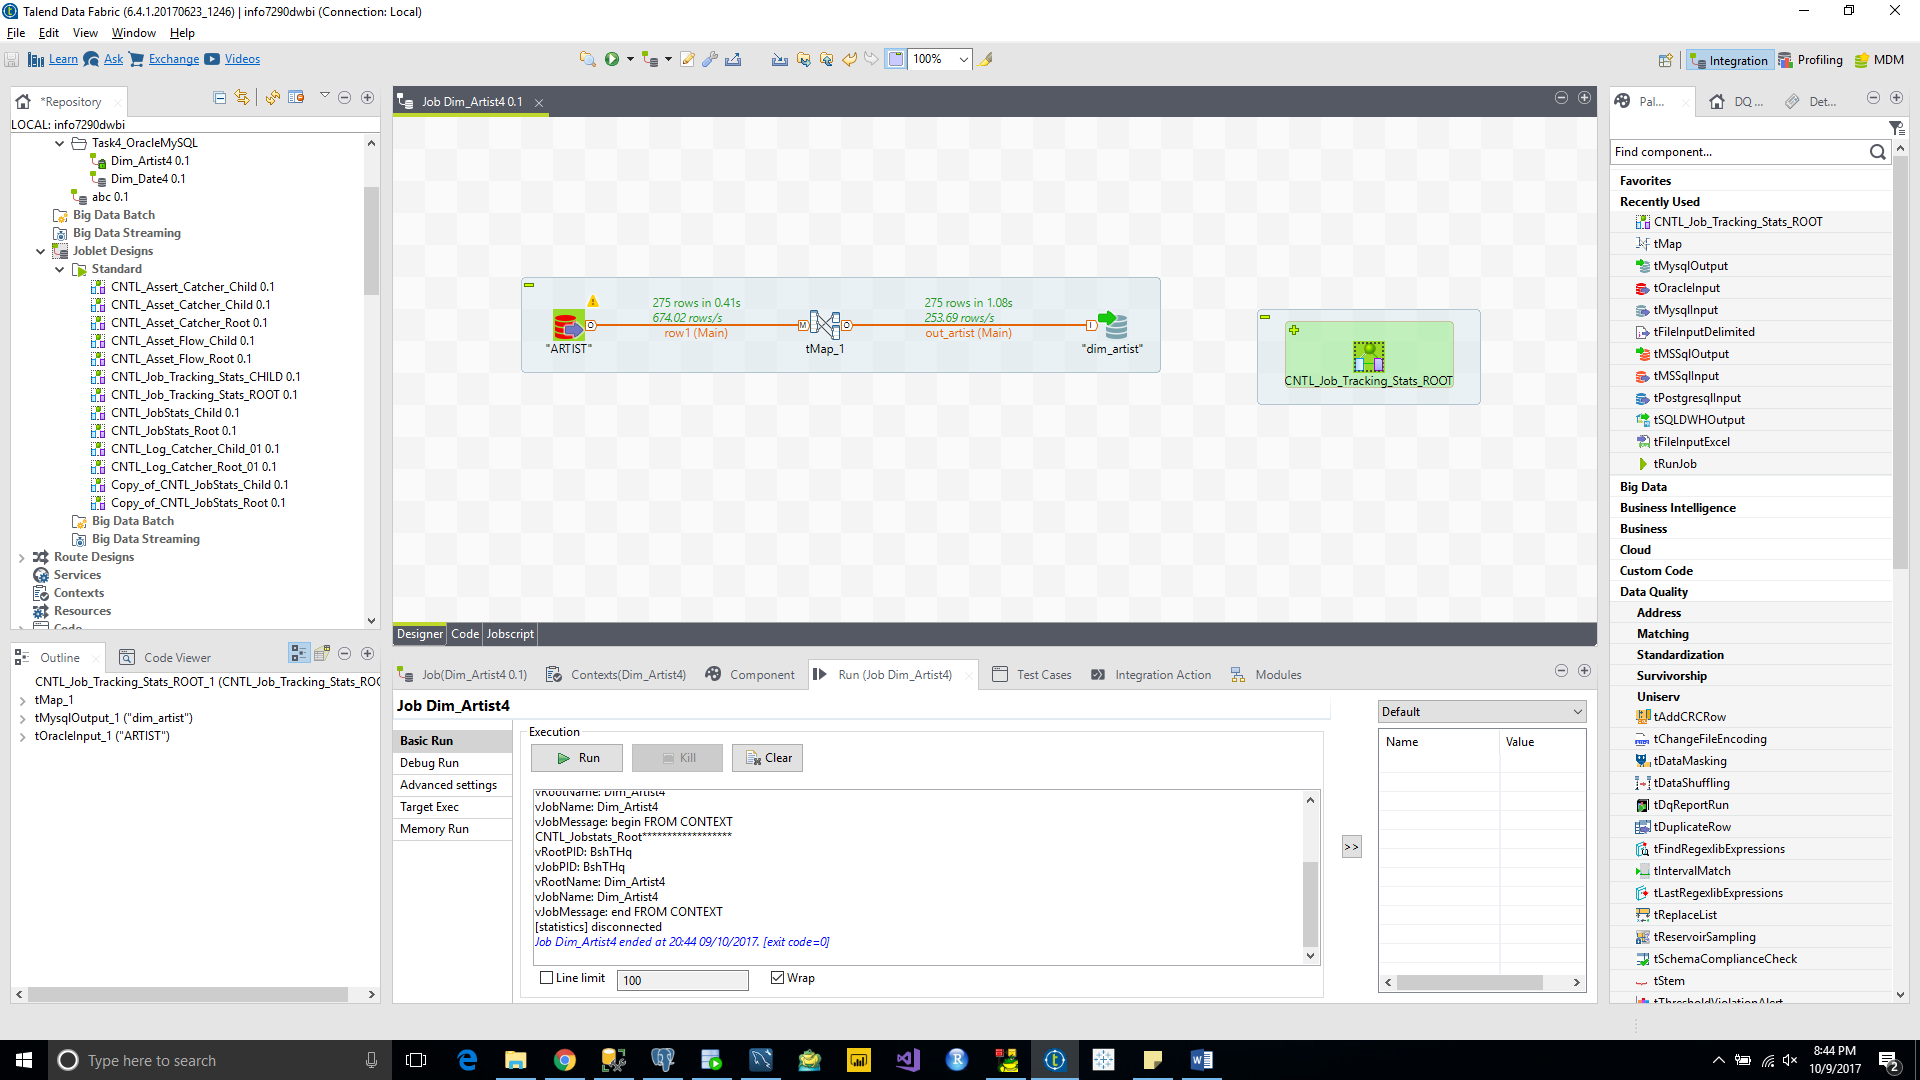 Talend Data Fabric (6.4.1.20170623_1246) | info7290dwbi (Connection: Local)
File Edit View Window Help
Learn Ask Exchange Videos
100%
Integration Profiling MDM
*Repository
LOCAL: info7290dwbi
Task4_OracleMySQL
Dim_Artist4 0.1
Dim_Date4 0.1
abc 0.1
Big Data Batch
Big Data Streaming
Joblet Designs
Standard
CNTL_Assert_Catcher_Child 0.1
CNTL_Asset_Catcher_Child 0.1
CNTL_Asset_Catcher_Root 0.1
CNTL_Asset_Flow_Child 0.1
CNTL_Asset_Flow_Root 0.1
CNTL_Job_Tracking_Stats_CHILD 0.1
CNTL_Job_Tracking_Stats_ROOT 0.1
CNTL_JobStats_Child 0.1
CNTL_JobStats_Root 0.1
CNTL_Log_Catcher_Child_01 0.1
CNTL_Log_Catcher_Root_01 0.1
Copy_of_CNTL_JobStats_Child 0.1
Copy_of_CNTL_JobStats_Root 0.1
Big Data Batch
Big Data Streaming
Route Designs
Services
Contexts
Resources
Code
Outline Code Viewer
CNTL_Job_Tracking_Stats_ROOT_1 (CNTL_Job_Tracking_Stats_ROO
tMap_1
tMysqlOutput_1 ("dim_artist")
tOracleInput_1 ("ARTIST")
Job Dim_Artist4 0.1
275 rows in 0.41s
674.02 rows/s
row1 (Main)
275 rows in 1.08s
253.69 rows/s
out_artist (Main)
"ARTIST"
tMap_1
"dim_artist"
CNTL_Job_Tracking_Stats_ROOT
Designer Code Jobscript
Job(Dim_Artist4 0.1) Contexts(Dim_Artist4) Component Run (Job Dim_Artist4) Test Cases Integration Action Modules
Job Dim_Artist4
Basic Run
Debug Run
Advanced settings
Target Exec
Memory Run
Execution
Run Kill Clear
vRootName: Dim_Artist4
vJobName: Dim_Artist4
vJobMessage: begin FROM CONTEXT
CNTL_Jobstats_Root******************
vRootPID: BshTHq
vJobPID: BshTHq
vRootName: Dim_Artist4
vJobName: Dim_Artist4
vJobMessage: end FROM CONTEXT
[statistics] disconnected
Job Dim_Artist4 ended at 20:44 09/10/2017. [exit code=0]
Line limit 100 Wrap
>>
Default
Name Value
Pal... DQ ... Det...
Find component...
Favorites
Recently Used
CNTL_Job_Tracking_Stats_ROOT
tMap
tMysqlOutput
tOracleInput
tMysqlInput
tFileInputDelimited
tMSSqlOutput
tMSSqlInput
tPostgresqlInput
tSQLDWHOutput
tFileInputExcel
tRunJob
Big Data
Business Intelligence
Business
Cloud
Custom Code
Data Quality
Address
Matching
Standardization
Survivorship
Uniserv
tAddCRCRow
tChangeFileEncoding
tDataMasking
tDataShuffling
tDqReportRun
tDuplicateRow
tFindRegexlibExpressions
tIntervalMatch
tLastRegexlibExpressions
tReplaceList
tReservoirSampling
tSchemaComplianceCheck
tStem
tThresholdViolationAlert
Type here to search
8:44 PM
10/9/2017
2